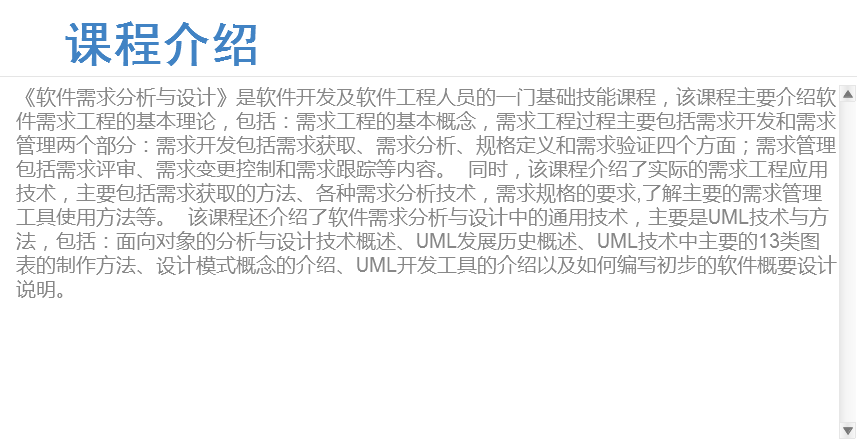 课程介绍
《软件需求分析与设计》是软件开发及软件工程人员的一门基础技能课程，该课程主要介绍软
件需求工程的基本理论，包括：需求工程的基本概念，需求工程过程主要包括需求开发和需求
管理两个部分：需求开发包括需求获取、需求分析、规格定义和需求验证四个方面；需求管理
包括需求评审、需求变更控制和需求跟踪等内容。 同时，该课程介绍了实际的需求工程应用
技术，主要包括需求获取的方法、各种需求分析技术，需求规格的要求,了解主要的需求管理
工具使用方法等。 该课程还介绍了软件需求分析与设计中的通用技术，主要是UML技术与方
法，包括：面向对象的分析与设计技术概述、UML发展历史概述、UML技术中主要的13类图
表的制作方法、设计模式概念的介绍、UML开发工具的介绍以及如何编写初步的软件概要设计
说明。